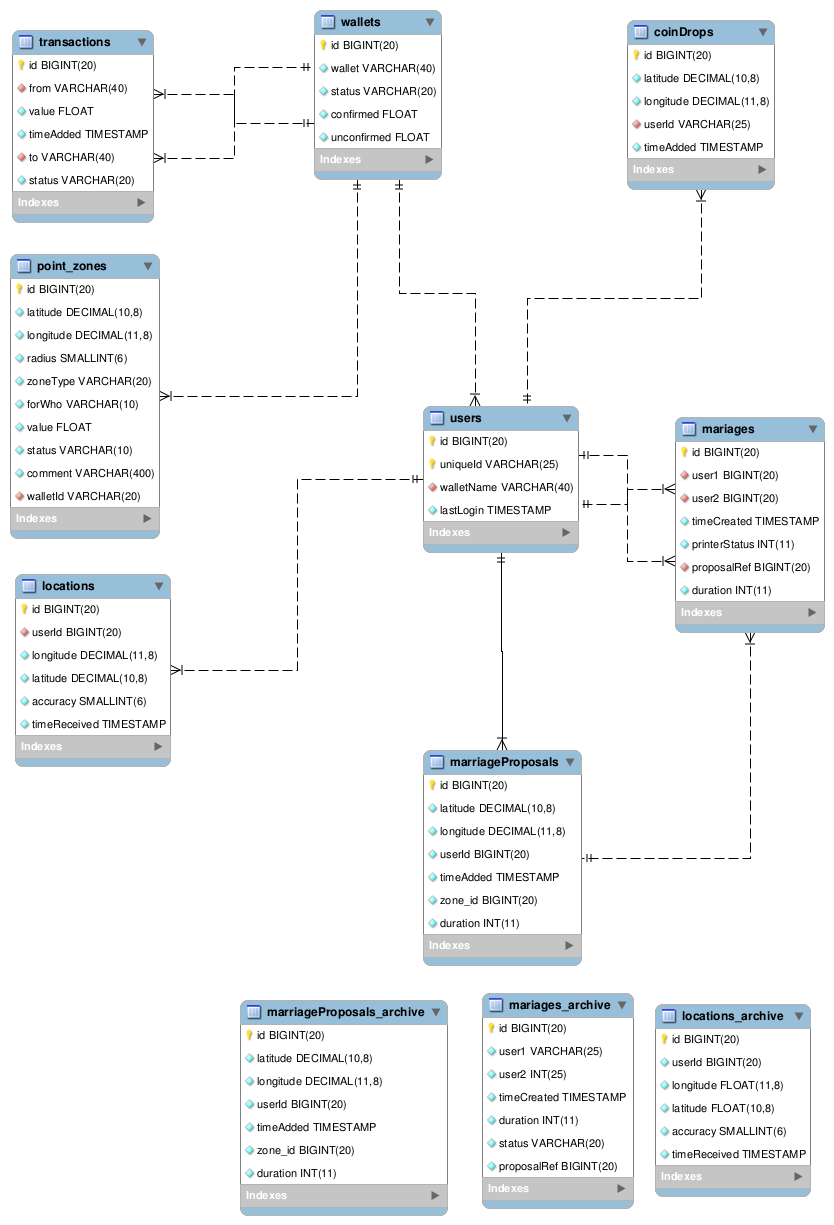 transactions
id BIGINT(20)
from VARCHAR(40)
value FLOAT
timeAdded TIMESTAMP
to VARCHAR(40)
status VARCHAR(20)
Indexes
wallets
id BIGINT(20)
wallet VARCHAR(40)
status VARCHAR(20)
confirmed FLOAT
unconfirmed FLOAT
Indexes
coinDrops
id BIGINT(20)
latitude DECIMAL(10,8)
longitude DECIMAL(11,8)
userId VARCHAR(25)
timeAdded TIMESTAMP
Indexes
point_zones
id BIGINT(20)
latitude DECIMAL(10,8)
longitude DECIMAL(11,8)
radius SMALLINT(6)
zoneType VARCHAR(20)
forWho VARCHAR(10)
value FLOAT
status VARCHAR(10)
comment VARCHAR(400)
walletId VARCHAR(20)
Indexes
users
id BIGINT(20)
uniqueId VARCHAR(25)
walletName VARCHAR(40)
lastLogin TIMESTAMP
Indexes
mariages
id BIGINT(20)
user1 BIGINT(20)
user2 BIGINT(20)
timeCreated TIMESTAMP
printerStatus INT(11)
proposalRef BIGINT(20)
duration INT(11)
Indexes
locations
id BIGINT(20)
userId BIGINT(20)
longitude DECIMAL(11,8)
latitude DECIMAL(10,8)
accuracy SMALLINT(6)
timeReceived TIMESTAMP
Indexes
marriageProposals
id BIGINT(20)
latitude DECIMAL(10,8)
longitude DECIMAL(11,8)
userId BIGINT(20)
timeAdded TIMESTAMP
zone_id BIGINT(20)
duration INT(11)
Indexes
marriageProposals_archive
id BIGINT(20)
latitude DECIMAL(10,8)
longitude DECIMAL(11,8)
userId BIGINT(20)
timeAdded TIMESTAMP
zone_id BIGINT(20)
duration INT(11)
Indexes
mariages_archive
id BIGINT(20)
user1 VARCHAR(25)
user2 INT(25)
timeCreated TIMESTAMP
duration INT(11)
status VARCHAR(20)
proposalRef BIGINT(20)
Indexes
locations_archive
id BIGINT(20)
userId BIGINT(20)
longitude FLOAT(11,8)
latitude FLOAT(10,8)
accuracy SMALLINT(6)
timeReceived TIMESTAMP
Indexes